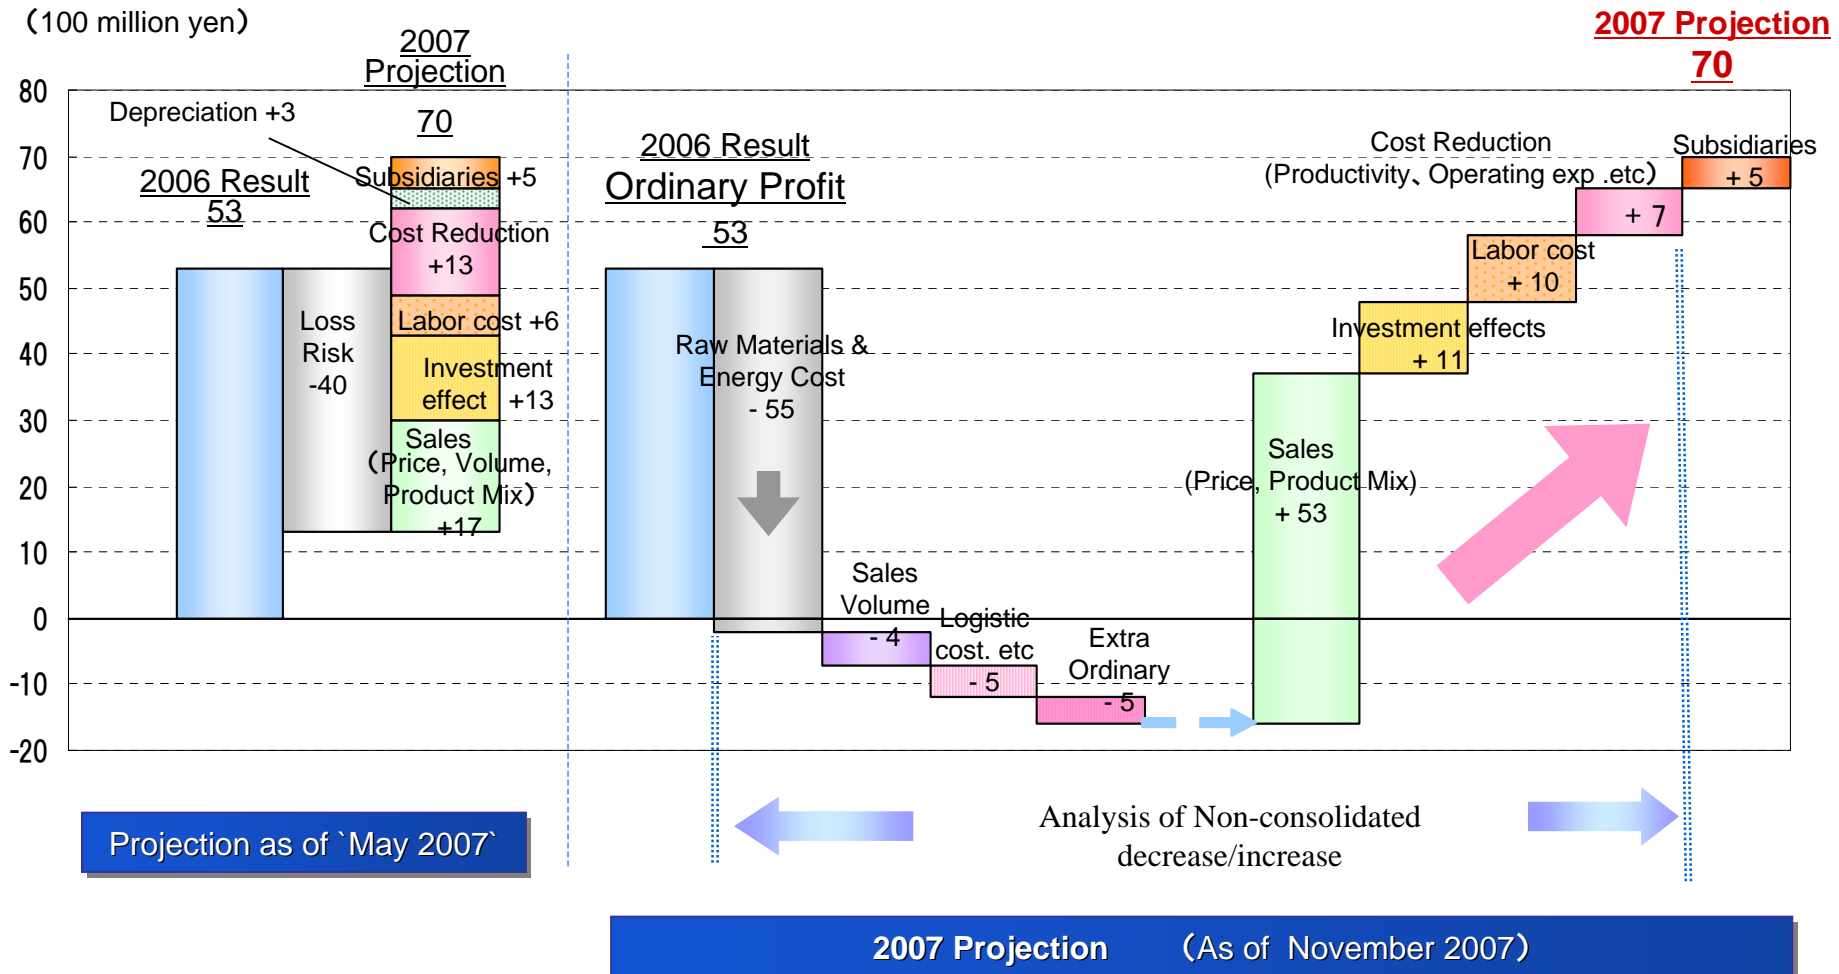 （100 million yen）
2007 Projection
70
2007
Projection
70
80
70
60
50
40
30
20
10
0
-10
-20
Depreciation +3
2006 Result
53
Subsidiaries +5
Cost Reduction
+13
Loss
Risk
-40
Labor cost +6
Investment
effect +13
Sales
（Price, Volume,
Product Mix）
+17
2006 Result
Ordinary Profit
53
Raw Materials &
Energy Cost
- 55
Sales
Volume
- 4
Logistic
cost. etc
- 5
Extra
Ordinary
- 5
Sales
(Price, Product Mix)
+ 53
Investment effects
+ 11
Labor cost
+ 10
Cost Reduction
(Productivity、Operating exp .etc）
+ 7
Subsidiaries
+ 5
Projection as of `May 2007`
Analysis of Non-consolidated
decrease/increase
2007 Projection （As of November 2007）